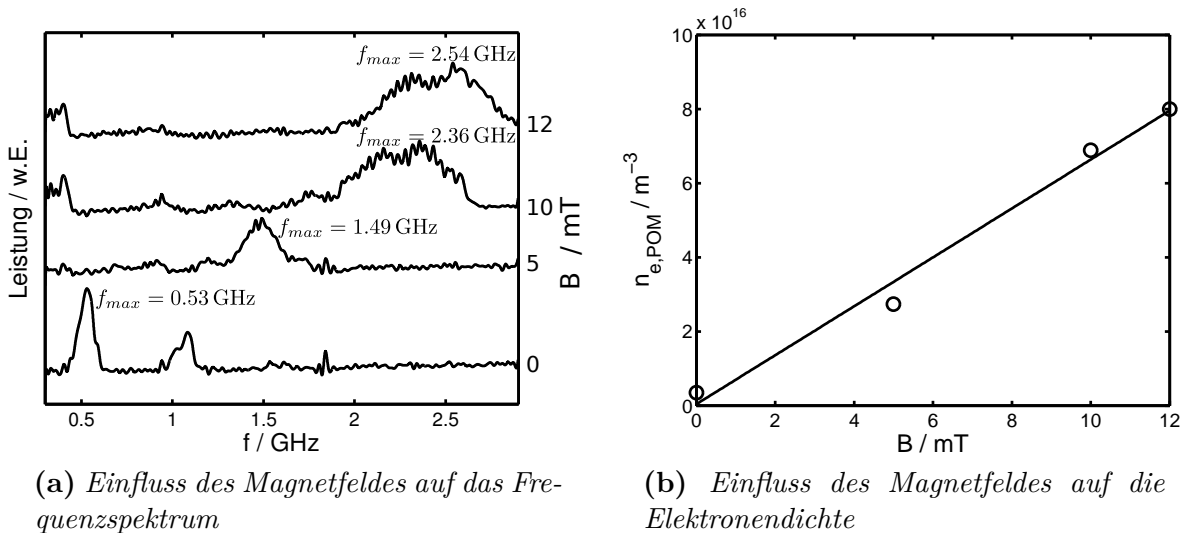 f_max = 2.54 GHz
12
f_max = 2.36 GHz
10
f_max = 1.49 GHz
5
f_max = 0.53 GHz
0
Leistung / w.E.
B / mT
0.5 1 1.5 2 2.5
f / GHz
(a) Einfluss des Magnetfeldes auf das Fre-
quenzspektrum
x 10^16
10
8
6
4
2
0
n_e,POM / m^−3
0 2 4 6 8 10 12
B / mT
(b) Einfluss des Magnetfeldes auf die
Elektronendichte